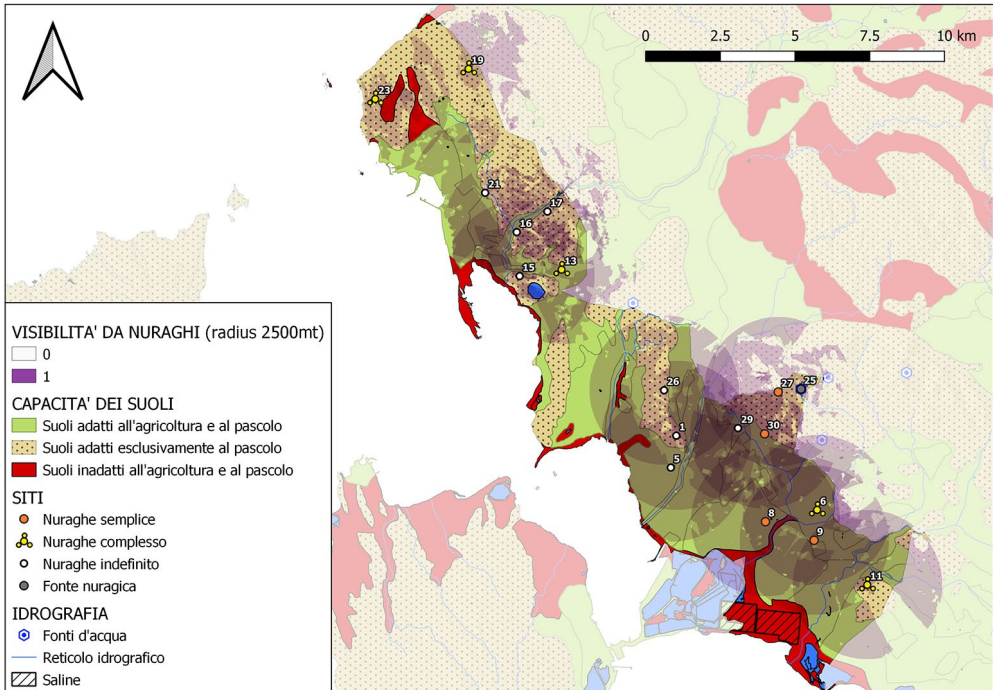 0 2.5 5 7.5 10 km
19
23
21
17
16
13
15
27
25
26
29
30
1
5
6
8
9
11
VISIBILITA' DA NURAGHI (radius 2500mt)
0
1
CAPACITA' DEI SUOLI
Suoli adatti all'agricoltura e al pascolo
Suoli adatti esclusivamente al pascolo
Suoli inadatti all'agricoltura e al pascolo
SITI
Nuraghe semplice
Nuraghe complesso
Nuraghe indefinito
Fonte nuragica
IDROGRAFIA
Fonti d'acqua
Reticolo idrografico
Saline